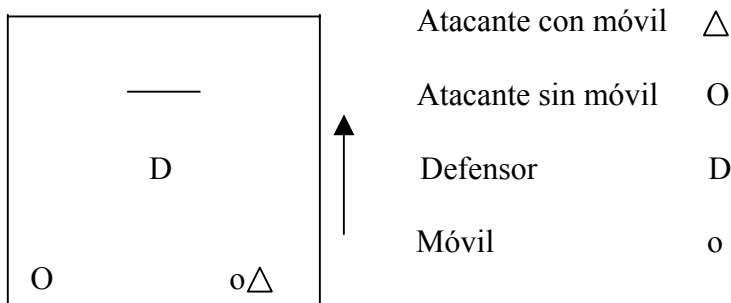 Atacante con móvil △
Atacante sin móvil O
D
Defensor D
Móvil o
O o△